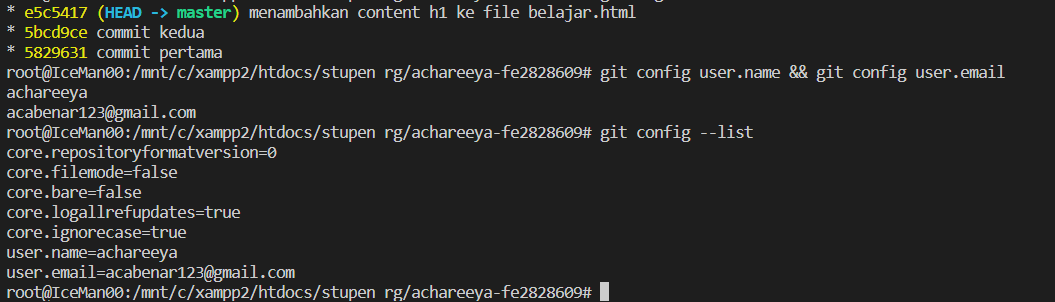 * e5c5417 (HEAD -> master) menambahkan content h1 ke file belajar.html
* 5bcd9ce commit kedua
* 5829631 commit pertama
root@IceMan00:/mnt/c/xampp2/htdocs/stupen rg/achareeya-fe2828609# git config user.name && git config user.email
achareeya
acabenar123@gmail.com
root@IceMan00:/mnt/c/xampp2/htdocs/stupen rg/achareeya-fe2828609# git config --list
core.repositoryformatversion=0
core.filemode=false
core.bare=false
core.logallrefupdates=true
core.ignorecase=true
user.name=achareeya
user.email=acabenar123@gmail.com
root@IceMan00:/mnt/c/xampp2/htdocs/stupen rg/achareeya-fe2828609#